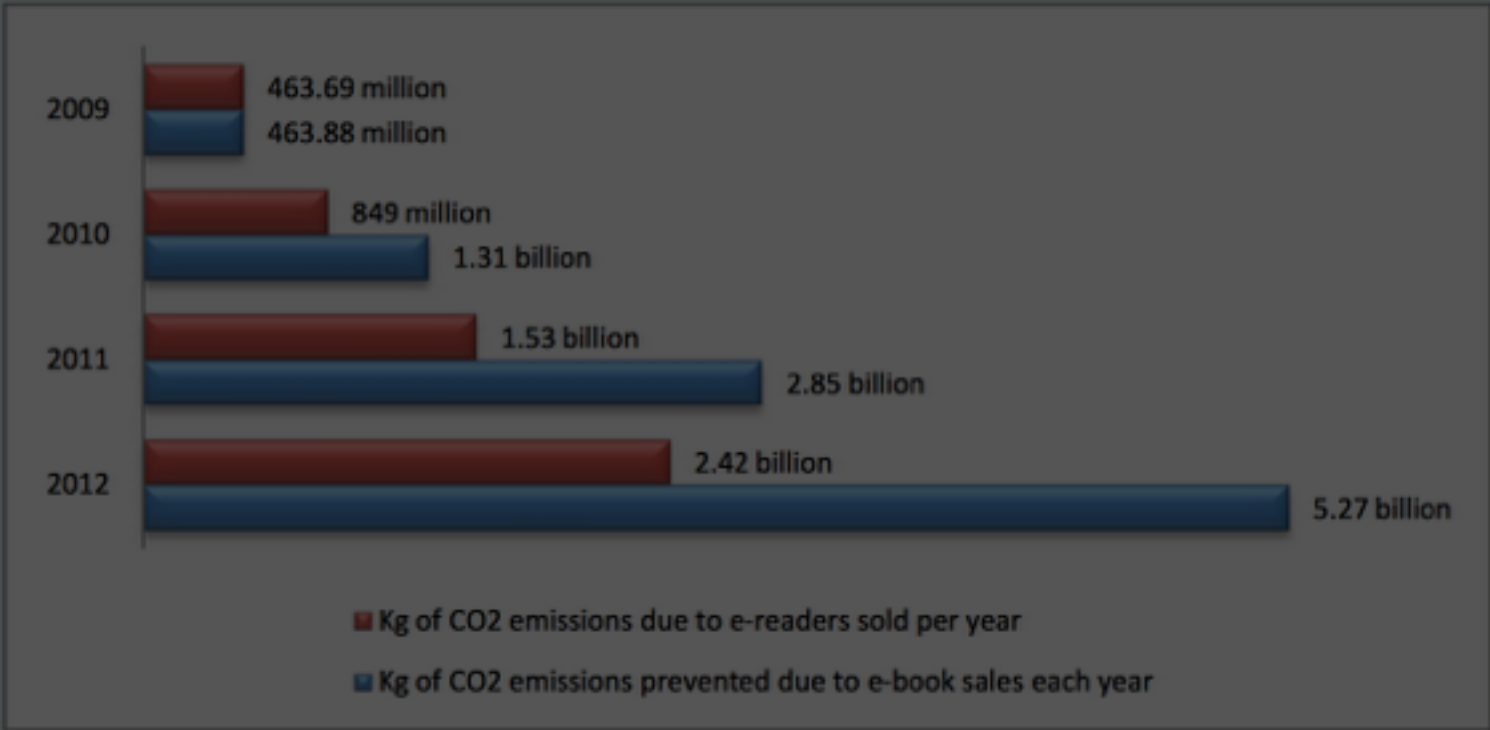 2009
463.69 million
463.88 million
2010
849 million
1.31 billion
2011
1.53 billion
2.85 billion
2012
2.42 billion
5.27 billion
Kg of CO2 emissions due to e-readers sold per year
Kg of CO2 emissions prevented due to e-book sales each year